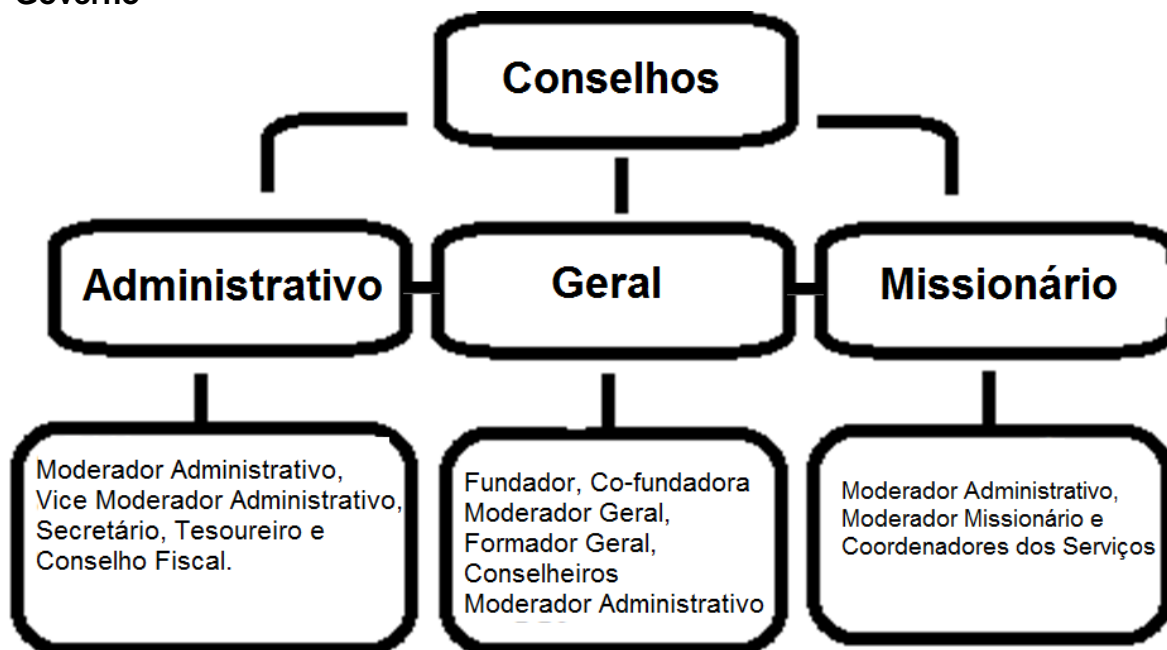 Governo
Conselhos
Administrativo
Geral
Missionário
Moderador Administrativo,
Vice Moderador Administrativo,
Secretário, Tesoureiro e
Conselho Fiscal.
Fundador, Co-fundadora
Moderador Geral,
Formador Geral,
Conselheiros
Moderador Administrativo
Moderador Administrativo,
Moderador Missionário e
Coordenadores dos Serviços